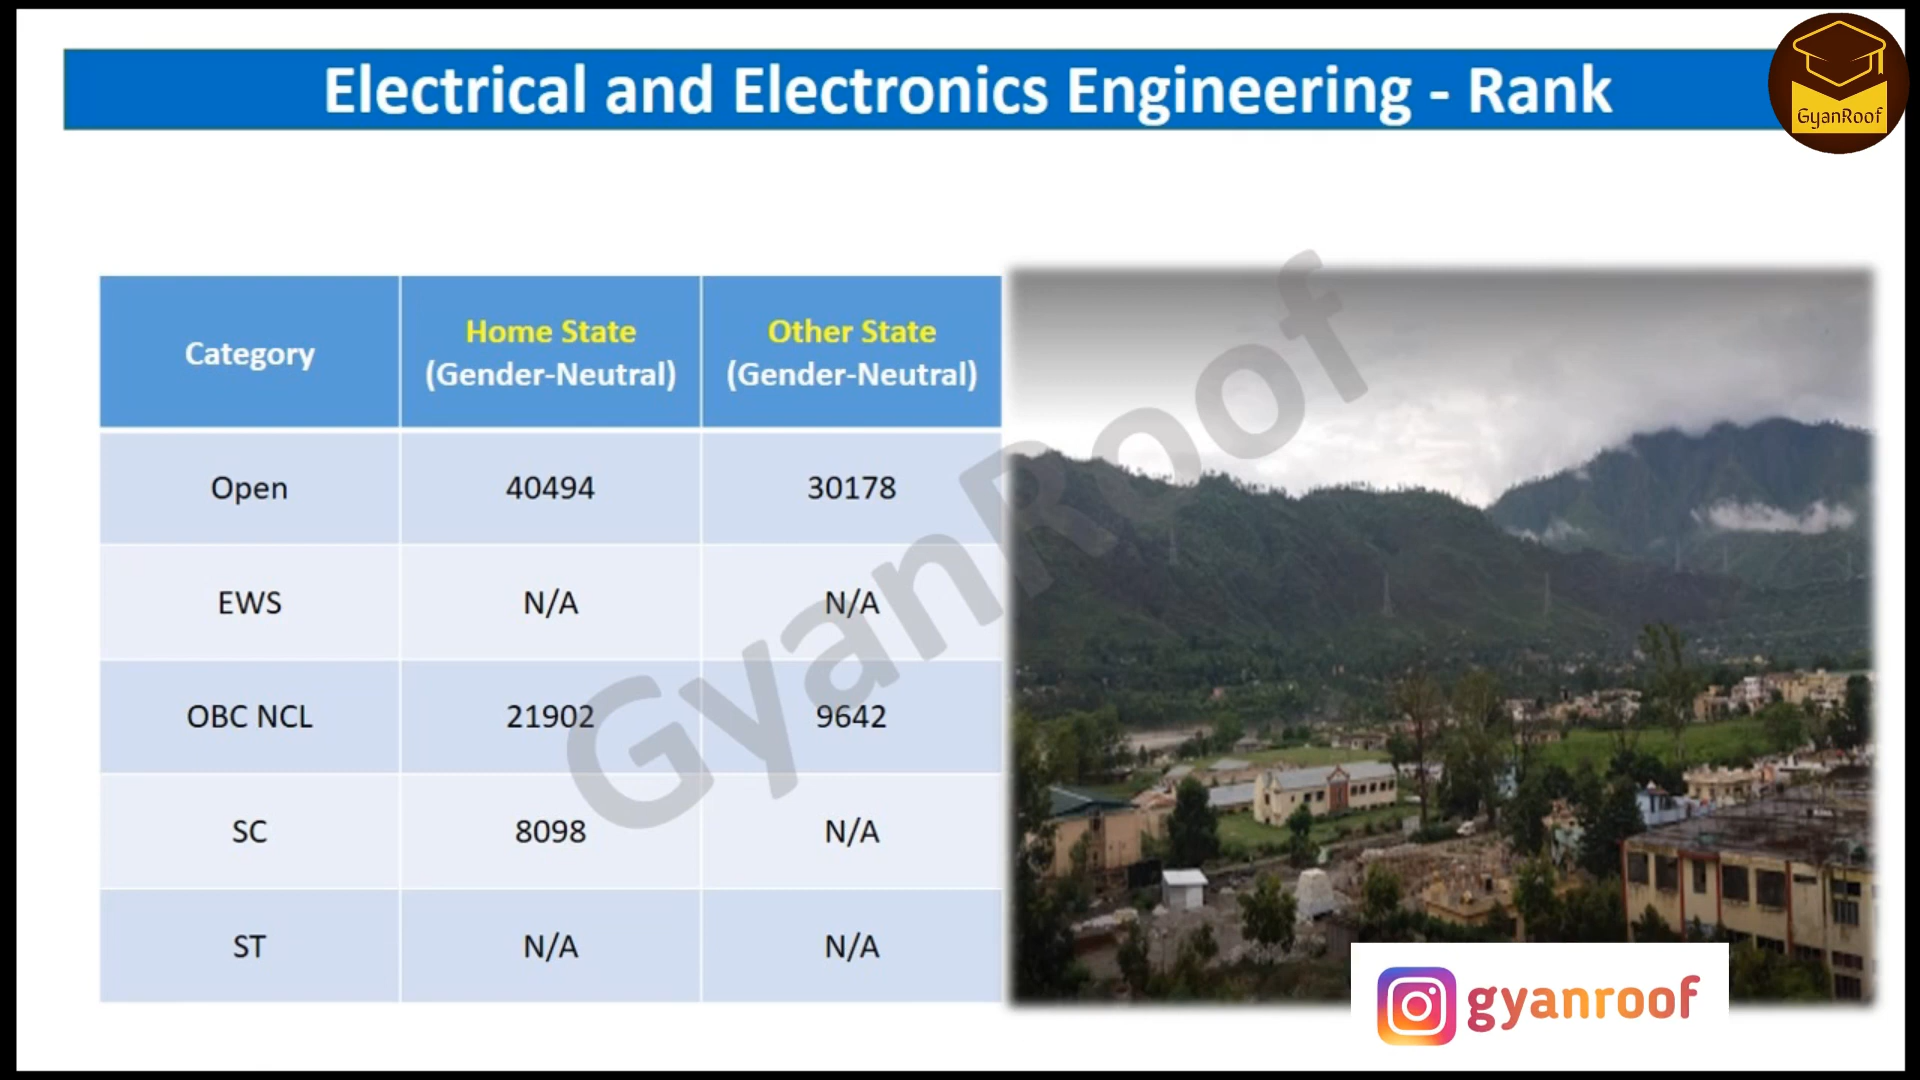 Electrical and Electronics Engineering - Rank
GyanRoof
Category
Home State
(Gender-Neutral)
Other State
(Gender-Neutral)
Open
40494
30178
EWS
N/A
N/A
OBC NCL
21902
9642
SC
8098
N/A
ST
N/A
N/A
GyanRoof
gyanroof